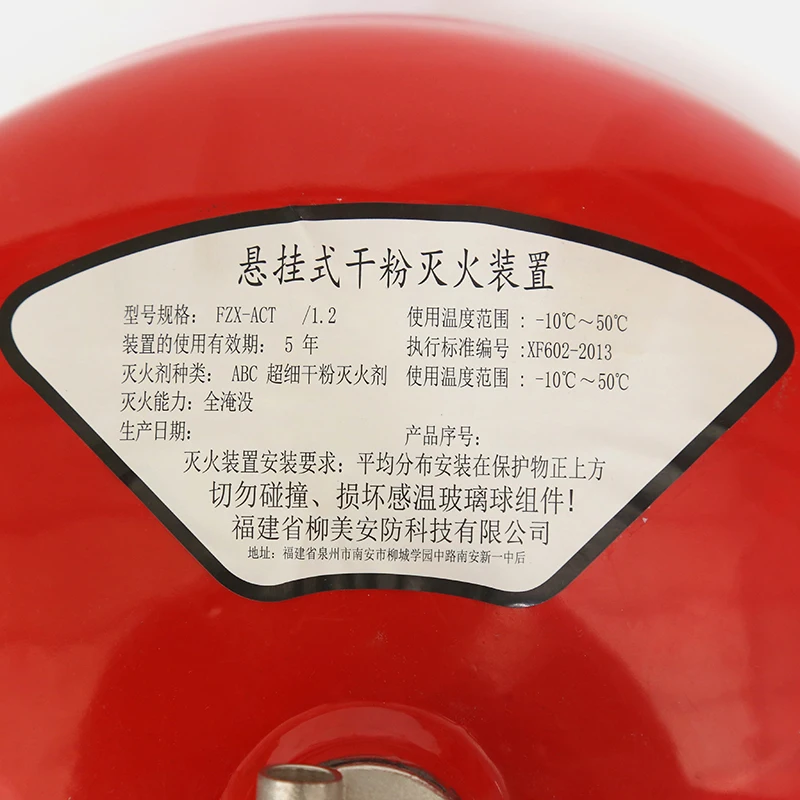 悬挂式干粉灭火装置
型号规格: FZX-ACT /1.2 使用温度范围 : -10℃～50℃
装置的使用有效期: 5 年 执行标准编号 :XF602-2013
灭火剂种类: ABC 超细干粉灭火剂 使用温度范围 : -10℃～50℃
灭火能力: 全淹没
生产日期: 产品序号:
灭火装置安装要求: 平均分布安装在保护物正上方
切勿碰撞、损坏感温玻璃球组件!
福建省柳美安防科技有限公司
地址: 福建省泉州市南安市柳城学园中路南安新一中后